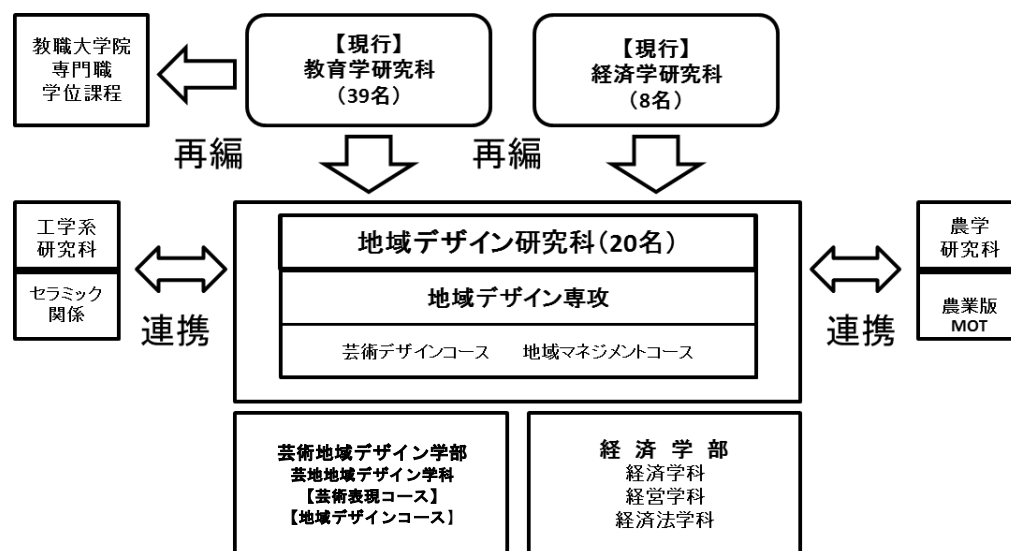 教職大学院
専門職
学位課程
【現行】
教育学研究科
（39名）
【現行】
経済学研究科
（8名）
再編
再編
工学系
研究科
セラミック
関係
連携
地域デザイン研究科（20名）
地域デザイン専攻
芸術デザインコース　地域マネジメントコース
農学
研究科
農業版
MOT
連携
芸術地域デザイン学部
芸地地域デザイン学科
【芸術表現コース】
【地域デザインコース】
経 済 学 部
経済学科
経営学科
経済法学科